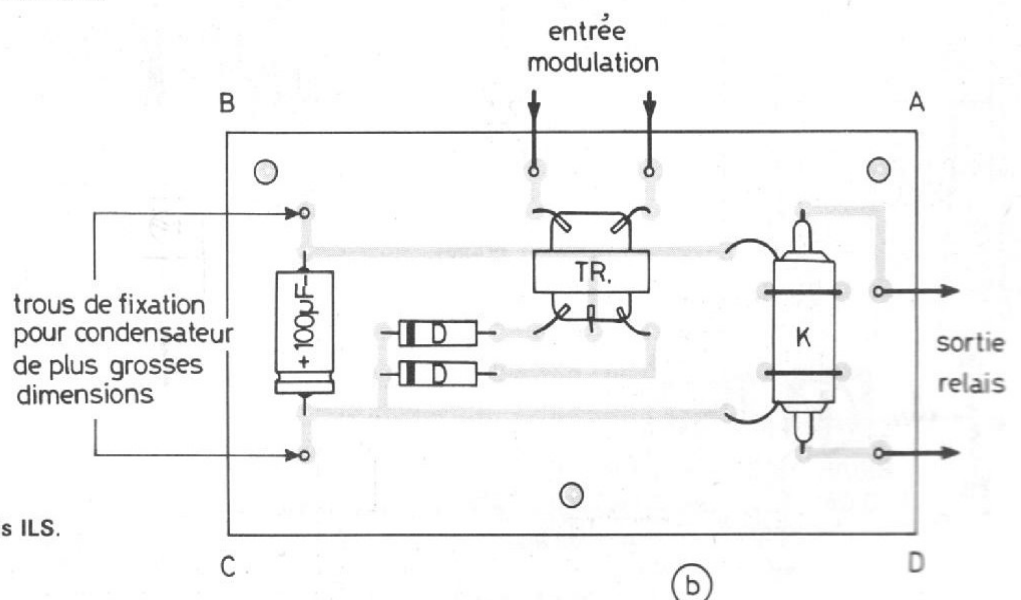 entrée
modulation
B
A
TR.
+ 100µF -
D
D
K
trous de fixation
pour condensateur
de plus grosses
dimensions
sortie
relais
s ILS.
C
D
b